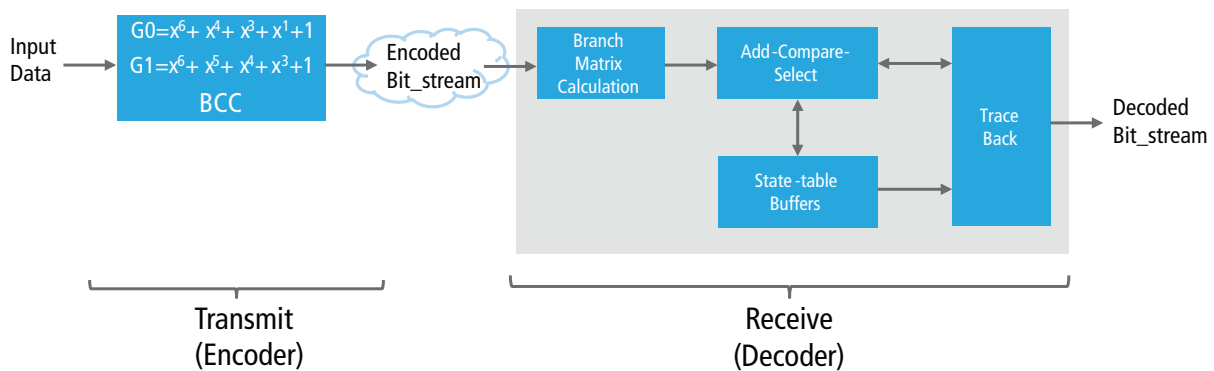 Input
Data
G0=x⁶+ x⁴+ x³+x¹+1
G1=x⁶+ x⁵+ x⁴+x³+1
BCC
Encoded
Bit_stream
Branch
Matrix
Calculation
Add-Compare-
Select
State-table
Buffers
Trace
Back
Decoded
Bit_stream
Transmit
(Encoder)
Receive
(Decoder)